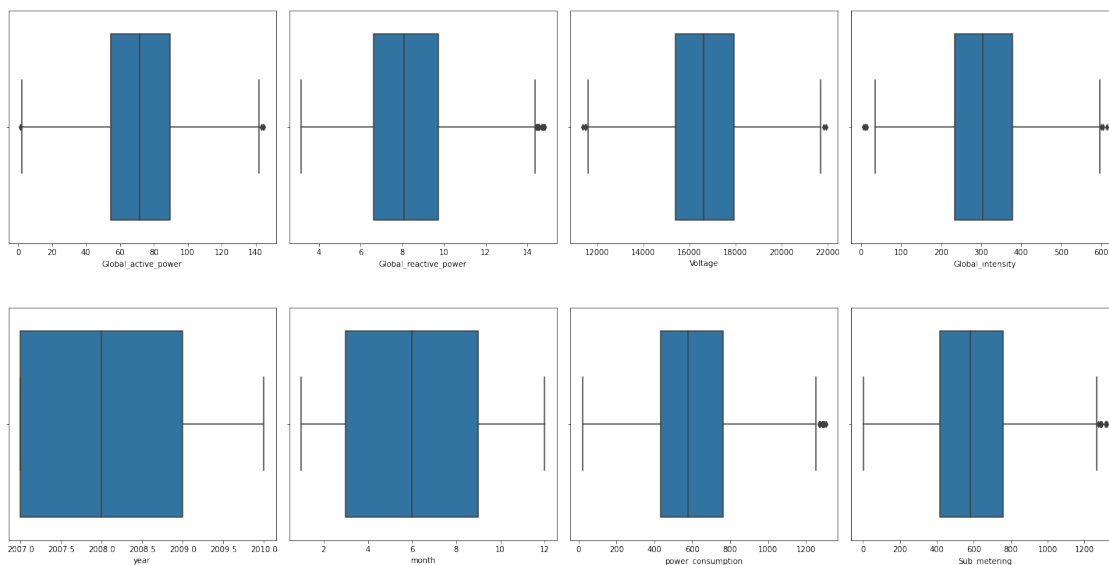 0 20 40 60 80 100 120 140
Global_active_power
4 6 8 10 12 14
Global_reactive_power
12000 14000 16000 18000 20000 22000
Voltage
0 100 200 300 400 500 600
Global_intensity
2007.0 2007.5 2008.0 2008.5 2009.0 2009.5 2010.0
year
2 4 6 8 10 12
month
0 200 400 600 800 1000 1200
power_consumption
0 200 400 600 800 1000 1200
Sub_metering